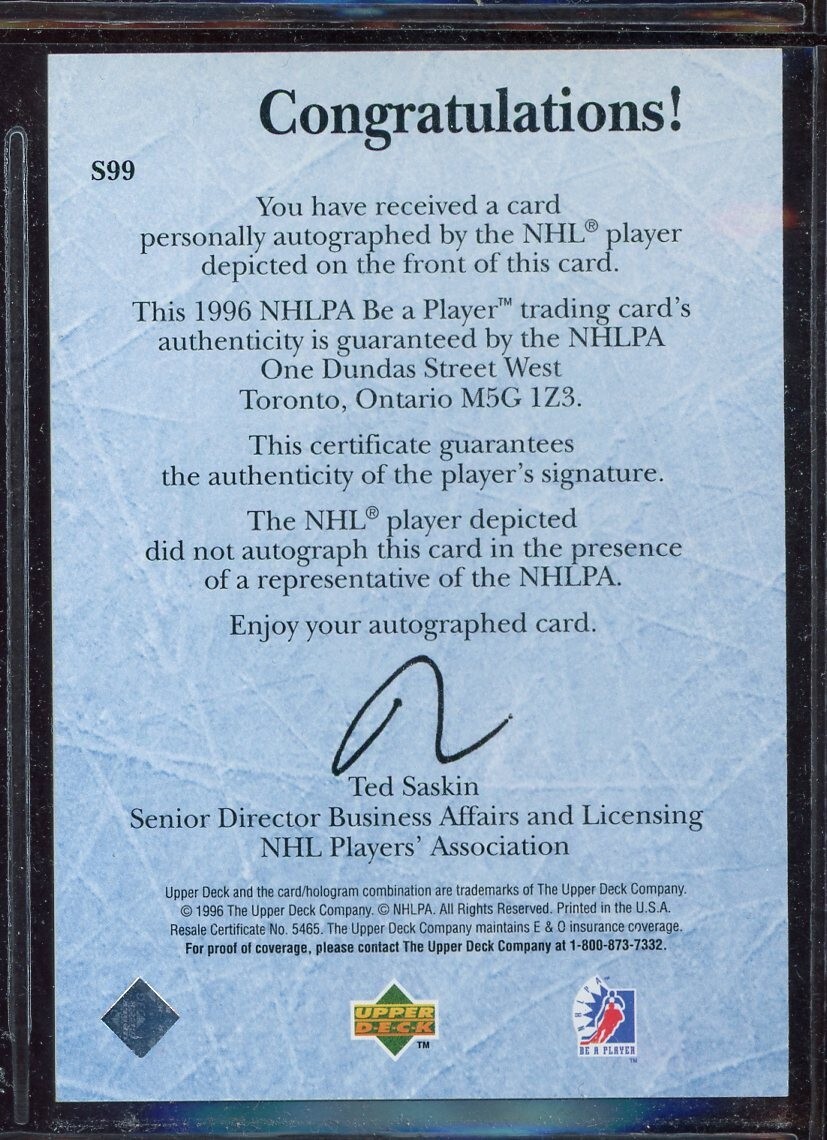 Congratulations!
S99
You have received a card
personally autographed by the NHL® player
depicted on the front of this card.
This 1996 NHLPA Be a Player™ trading card's
authenticity is guaranteed by the NHLPA
One Dundas Street West
Toronto, Ontario M5G 1Z3.
This certificate guarantees
the authenticity of the player's signature.
The NHL® player depicted
did not autograph this card in the presence
of a representative of the NHLPA.
Enjoy your autographed card.
Ted Saskin
Senior Director Business Affairs and Licensing
NHL Players' Association
Upper Deck and the card/hologram combination are trademarks of The Upper Deck Company.
© 1996 The Upper Deck Company. © NHLPA. All Rights Reserved. Printed in the U.S.A.
Resale Certificate No. 5465. The Upper Deck Company maintains E & O insurance coverage.
For proof of coverage, please contact The Upper Deck Company at 1-800-873-7332.
UPPER
DECK
TM
NHLPA
BE A PLAYER
TM